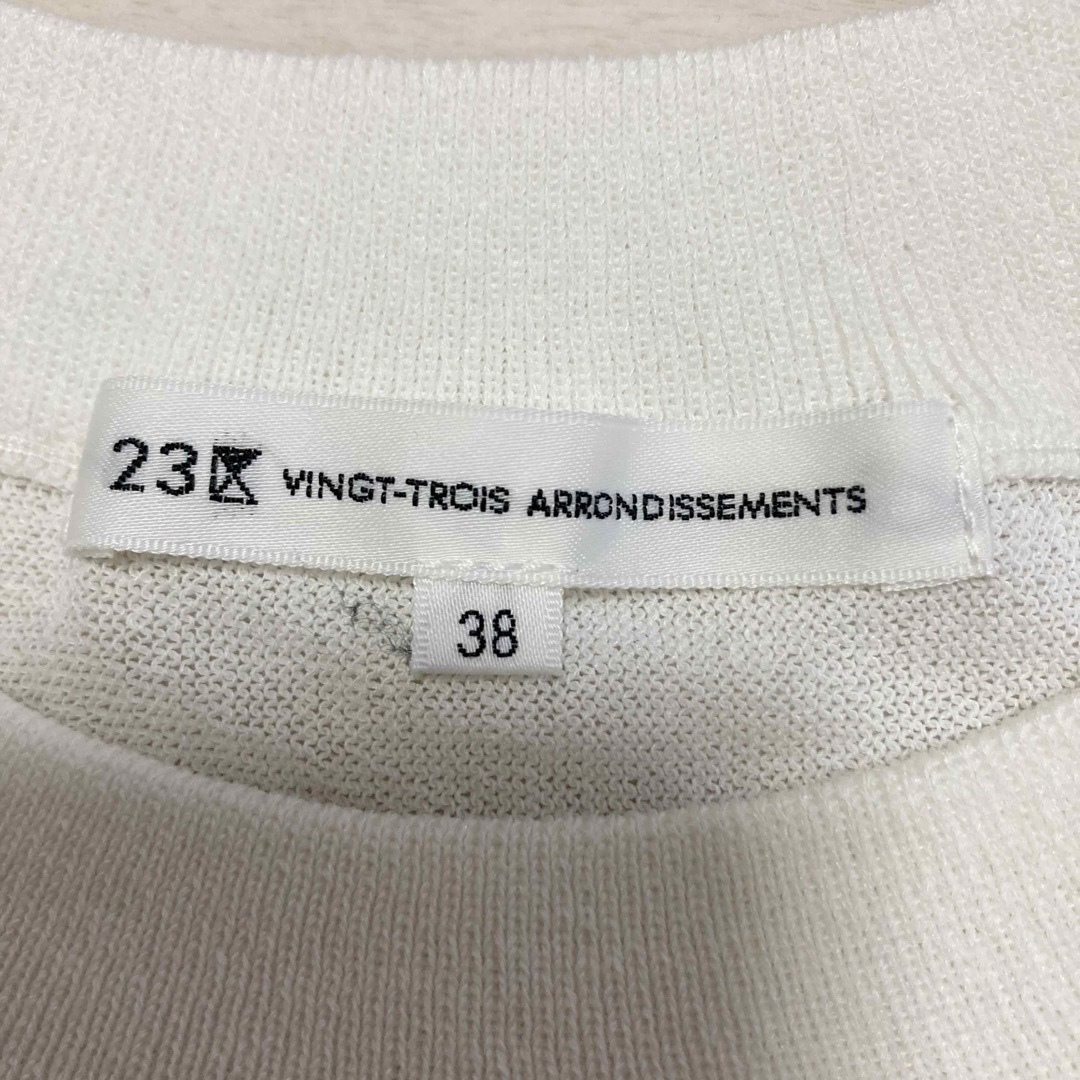 23区 VINGT-TROIS ARRONDISSEMENTS
38